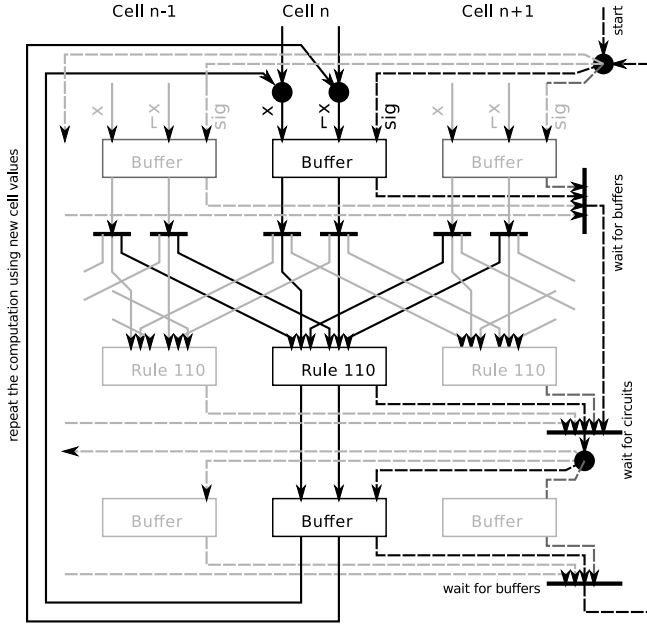 Cell n-1
Cell n
Cell n+1
start
x
¬x
sig
x
¬x
sig
x
¬x
sig
Buffer
Buffer
Buffer
wait for buffers
repeat the computation using new cell values
Rule 110
Rule 110
Rule 110
wait for circuits
Buffer
Buffer
Buffer
wait for buffers